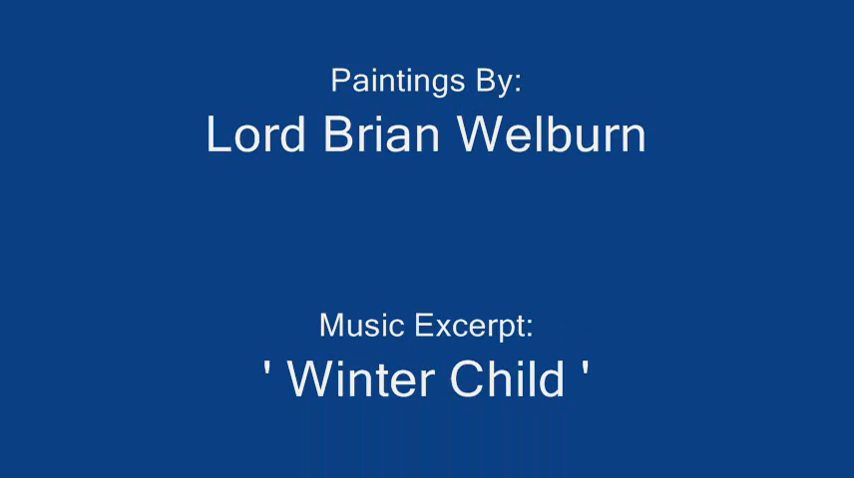 Paintings By:
Lord Brian Welburn
Music Excerpt:
' Winter Child '